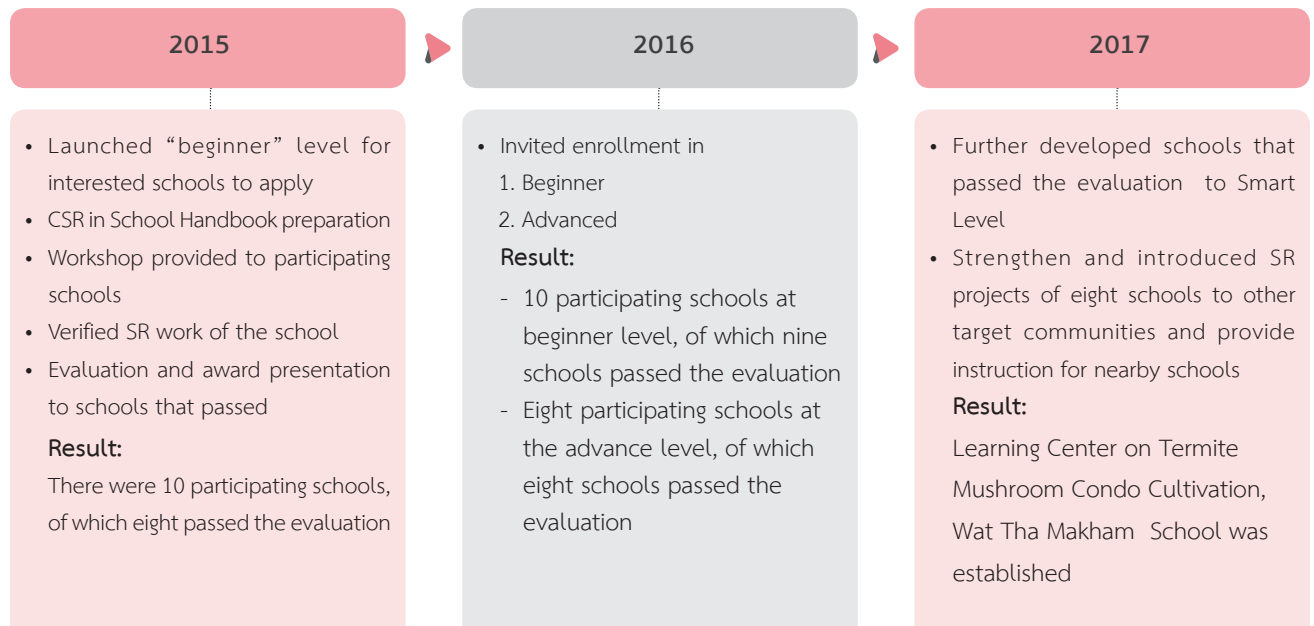 2015
• Launched “beginner” level for
interested schools to apply
• CSR in School Handbook preparation
• Workshop provided to participating
schools
• Verified SR work of the school
• Evaluation and award presentation
to schools that passed
Result:
There were 10 participating schools,
of which eight passed the evaluation
2016
• Invited enrollment in
1. Beginner
2. Advanced
Result:
- 10 participating schools at
beginner level, of which nine
schools passed the evaluation
- Eight participating schools at
the advance level, of which
eight schools passed the
evaluation
2017
• Further developed schools that
passed the evaluation to Smart
Level
• Strengthen and introduced SR
projects of eight schools to other
target communities and provide
instruction for nearby schools
Result:
Learning Center on Termite
Mushroom Condo Cultivation,
Wat Tha Makham School was
established